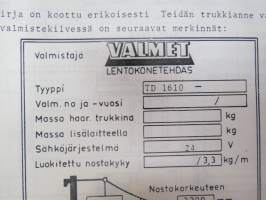 irja on koottu erikoisesti Teidän trukkianne va
valmistekilvessä on seuraavat merkinnät:
Valmistaja VALMET
LENTOKONETEHDAS
Tyyppi TD 1610 -
Valm. no ja -vuosi /
Massa haar. trukkina kg
Massa lisälaitteella kg
Sähköjärjestelmä 24 V
Luokitettu nostokyky / 3,3 kg/m
Nostokorkeuteen